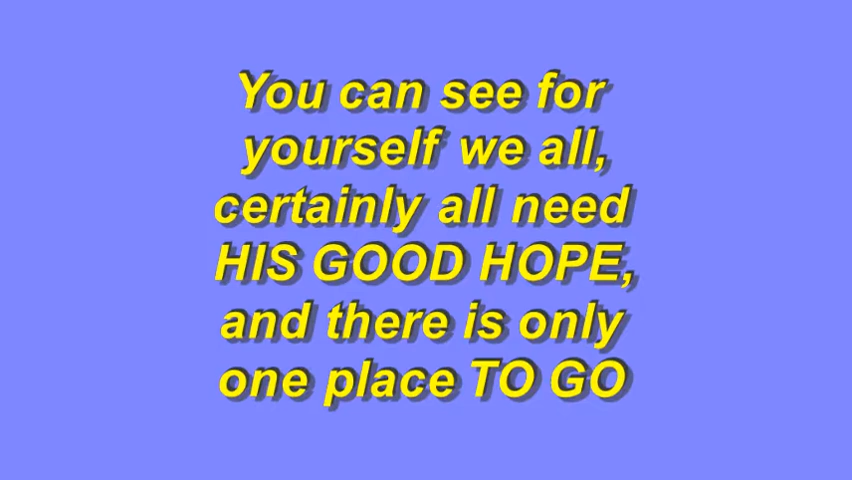 You can see for
yourself we all,
certainly all need
HIS GOOD HOPE,
and there is only
one place TO GO